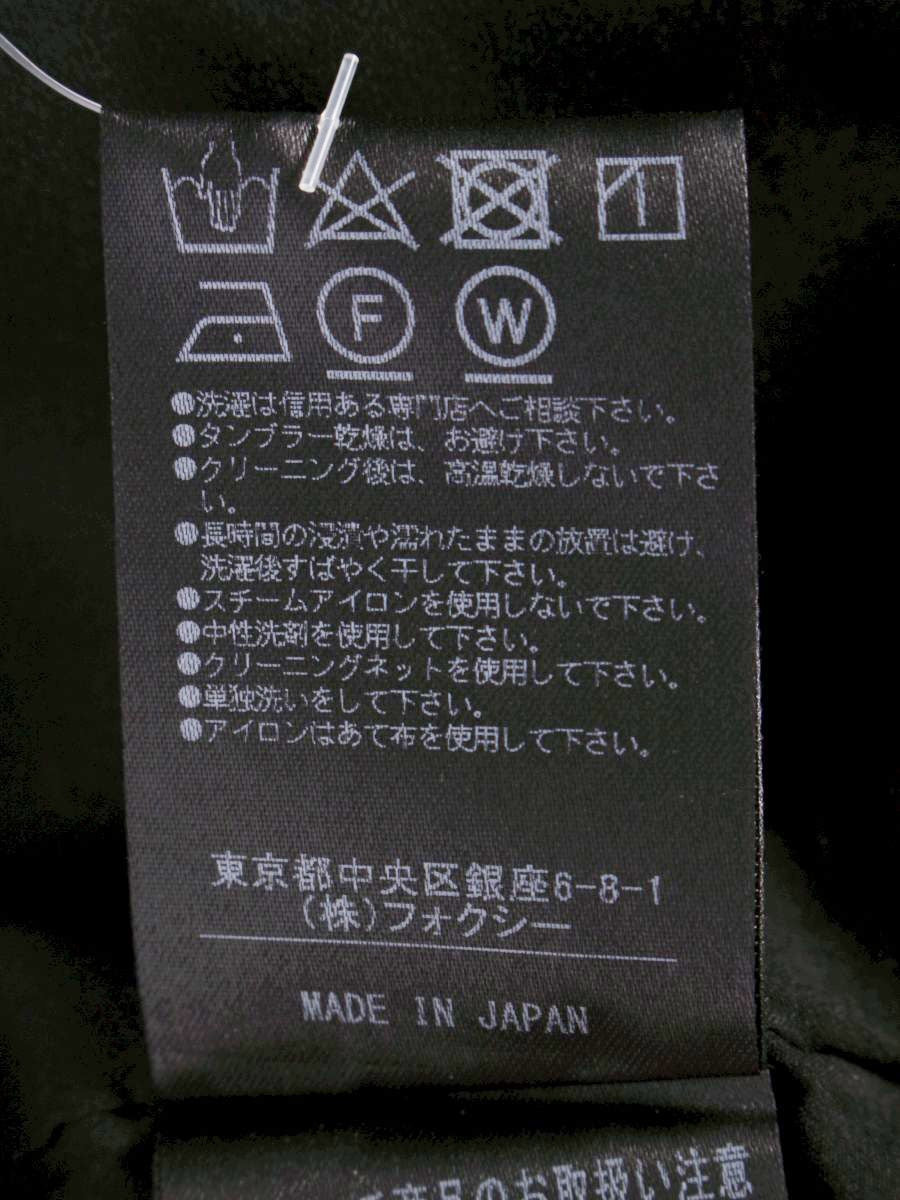 F W
●洗濯は信用ある専門店へご相談下さい。
●タンブラー乾燥は、お避け下さい。
●クリーニング後は、高温乾燥しないで下さ
い。
●長時間の浸漬や濡れたままの放置は避け、
洗濯後すばやく干して下さい。
●スチームアイロンを使用しないで下さい。
●中性洗剤を使用して下さい。
●クリーニングネットを使用して下さい。
●単独洗いをして下さい。
●アイロンはあて布を使用して下さい。
東京都中央区銀座6-8-1
(株)フォクシー
MADE IN JAPAN
産品のお取扱い注意